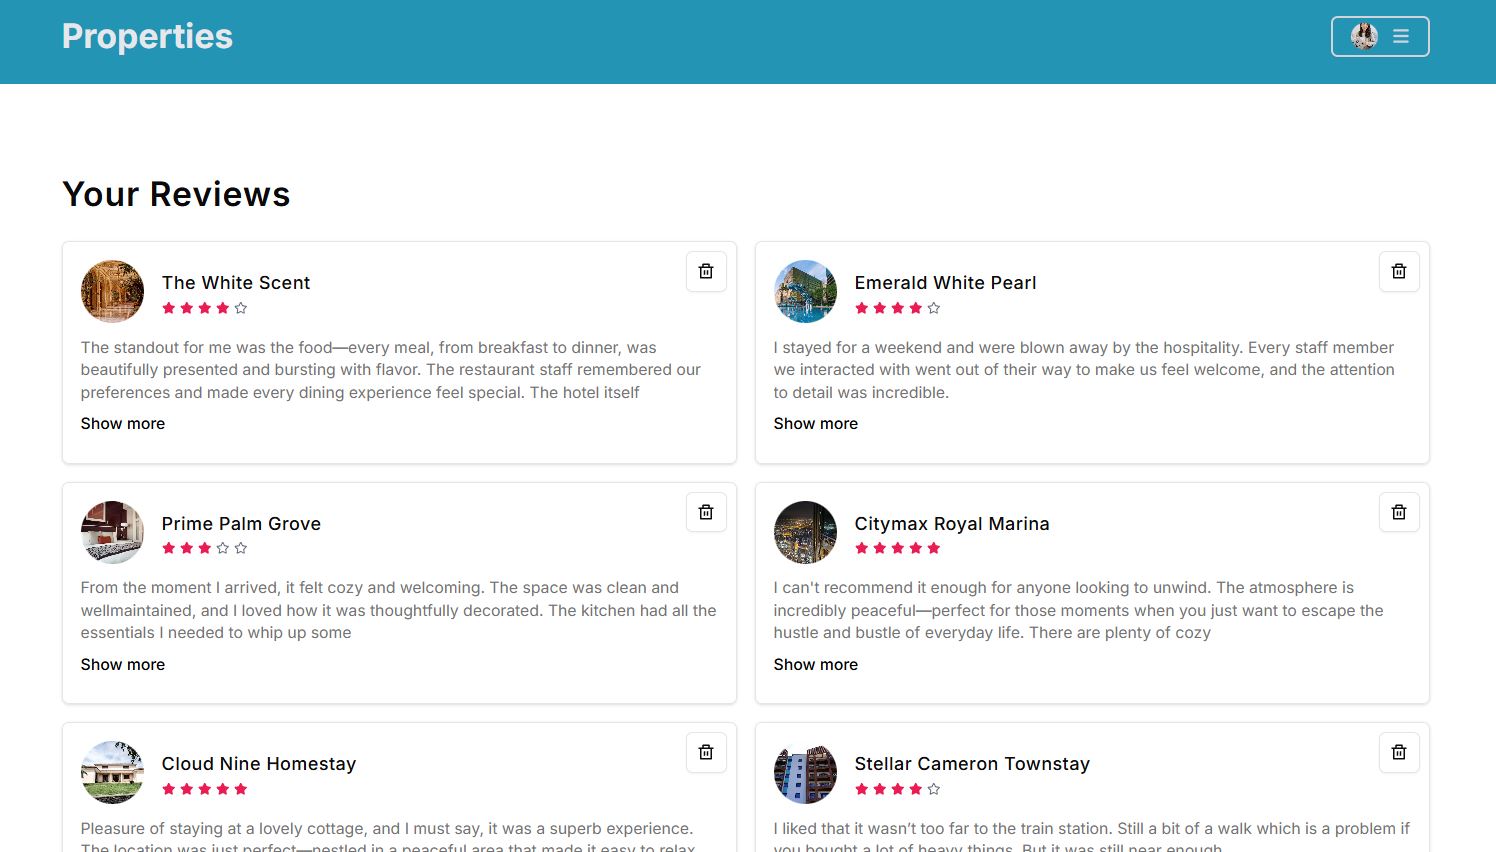 Properties
Your Reviews
The White Scent
The standout for me was the food—every meal, from breakfast to dinner, was
beautifully presented and bursting with flavor. The restaurant staff remembered our
preferences and made every dining experience feel special. The hotel itself
Show more
Emerald White Pearl
I stayed for a weekend and were blown away by the hospitality. Every staff member
we interacted with went out of their way to make us feel welcome, and the attention
to detail was incredible.
Show more
Prime Palm Grove
From the moment I arrived, it felt cozy and welcoming. The space was clean and
wellmaintained, and I loved how it was thoughtfully decorated. The kitchen had all the
essentials I needed to whip up some
Show more
Citymax Royal Marina
I can't recommend it enough for anyone looking to unwind. The atmosphere is
incredibly peaceful—perfect for those moments when you just want to escape the
hustle and bustle of everyday life. There are plenty of cozy
Show more
Cloud Nine Homestay
Pleasure of staying at a lovely cottage, and I must say, it was a superb experience.
The location was just perfect—nestled in a peaceful area that made it easy to relax
Stellar Cameron Townstay
I liked that it wasn’t too far to the train station. Still a bit of a walk which is a problem if
you bought a lot of heavy things. But it was still near enough